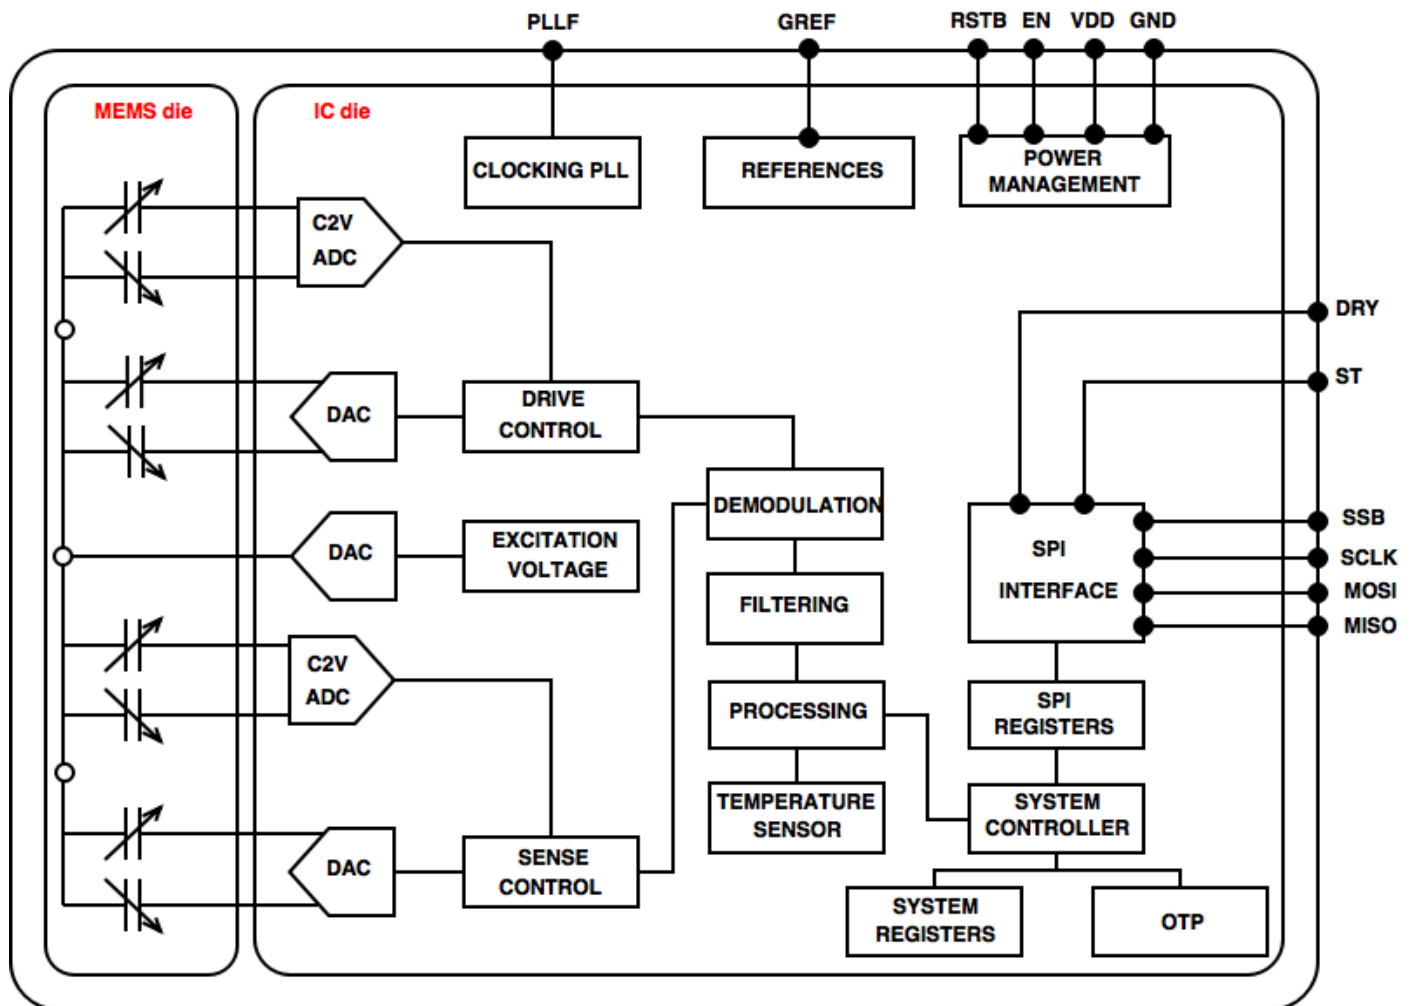 PLLF
GREF
RSTB EN VDD GND
MEMS die
IC die
CLOCKING PLL
REFERENCES
POWER
MANAGEMENT
C2V
ADC
DRY
ST
DAC
DRIVE
CONTROL
DEMODULATION
SSB
SCLK
MOSI
MISO
SPI
INTERFACE
DAC
EXCITATION
VOLTAGE
FILTERING
C2V
ADC
PROCESSING
SPI
REGISTERS
TEMPERATURE
SENSOR
SYSTEM
CONTROLLER
DAC
SENSE
CONTROL
SYSTEM
REGISTERS
OTP